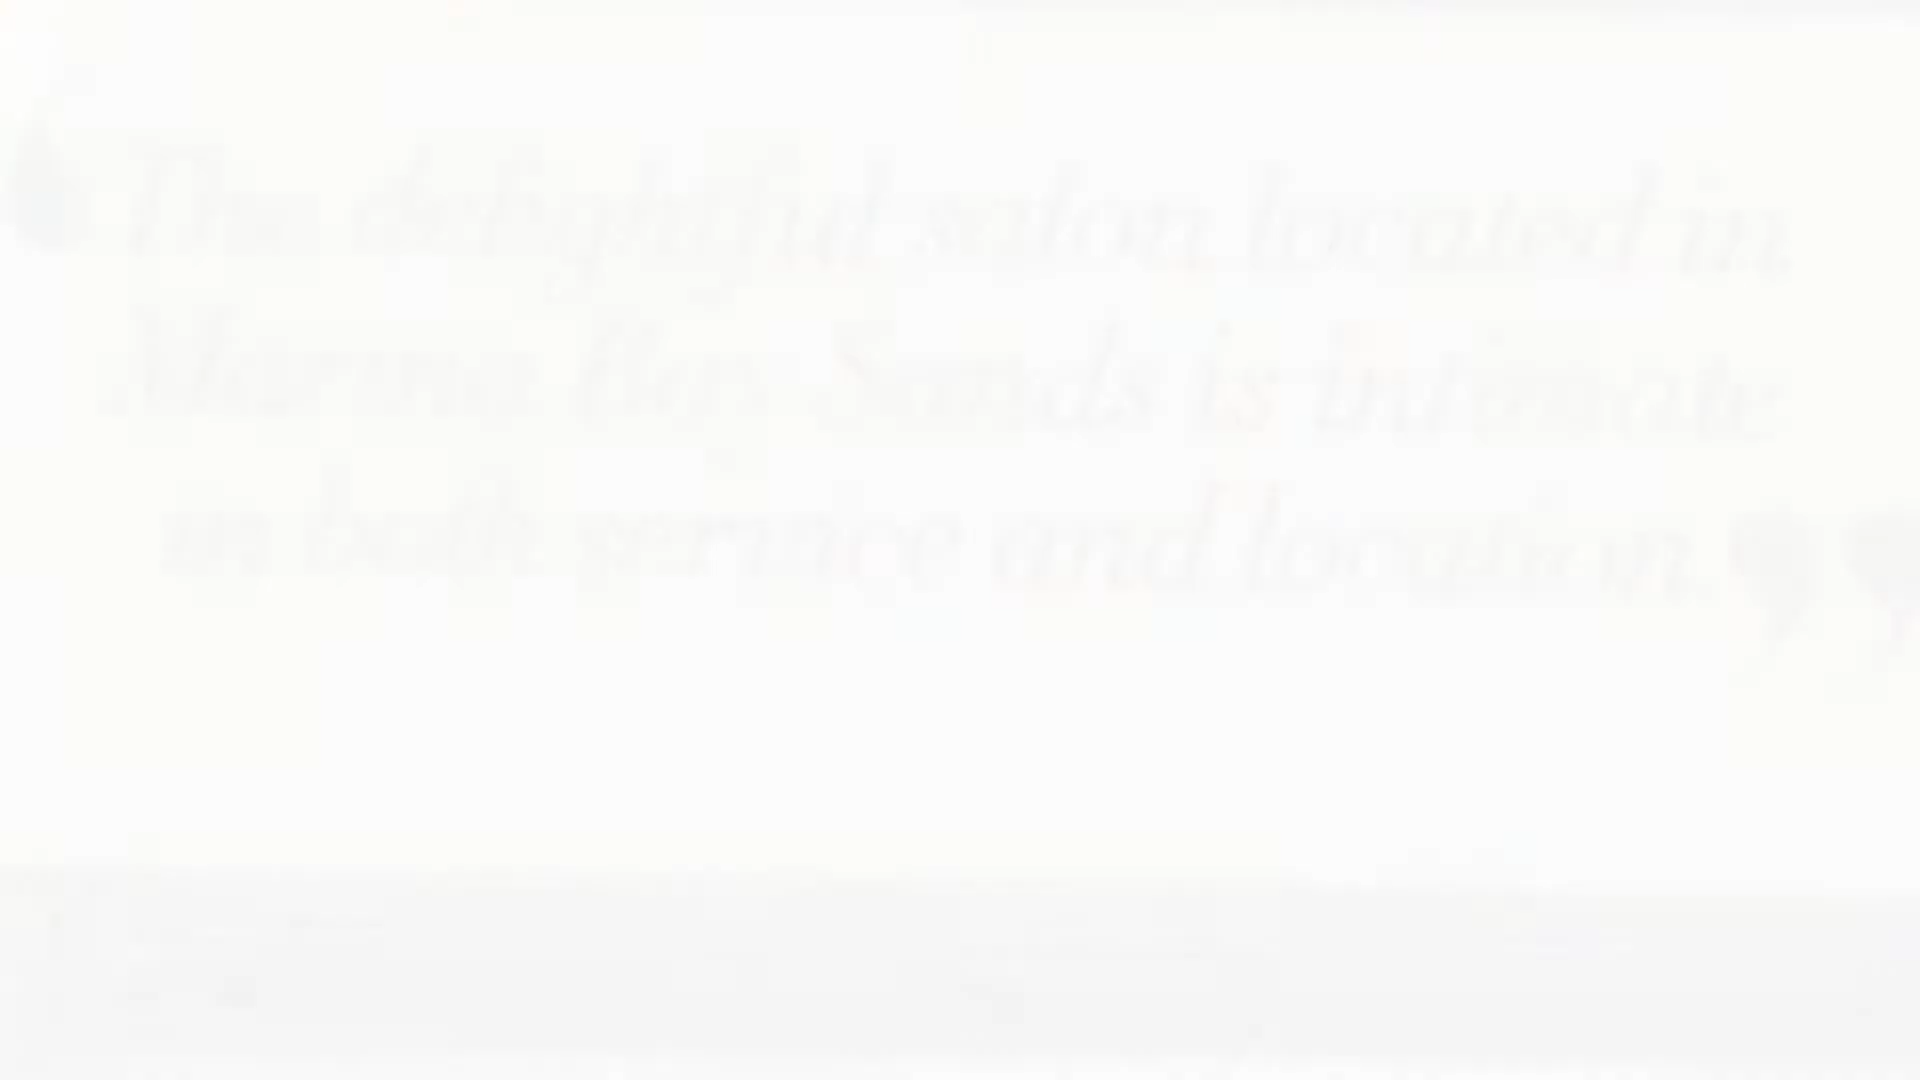 The delightful salon located in
Marina Bay Sands is intimate
in both service and location.”